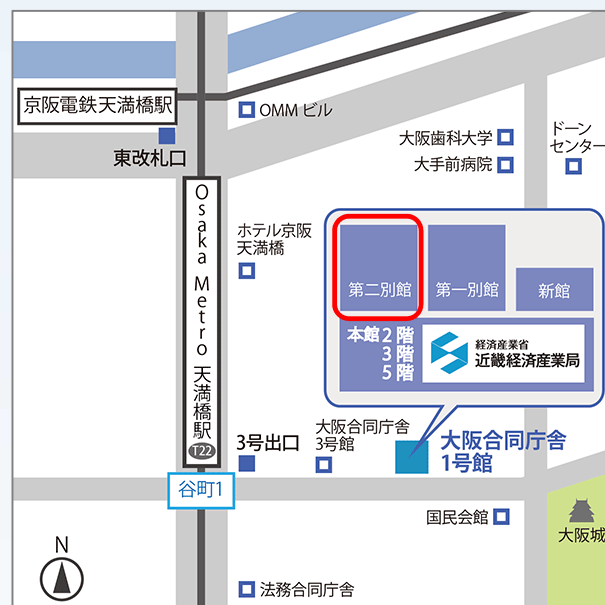 京阪電鉄天満橋駅
東改札口
OMM ビル
大阪歯科大学
大手前病院
ドーン
センター
Osaka Metro 天満橋駅
T22
ホテル京阪
天満橋
第二別館
第一別館
新館
本館 2 階
3 階
5 階
経済産業省
近畿経済産業局
3号出口
大阪合同庁舎
3号館
大阪合同庁舎
1号館
谷町1
国民会館
大阪城
N
法務合同庁舎